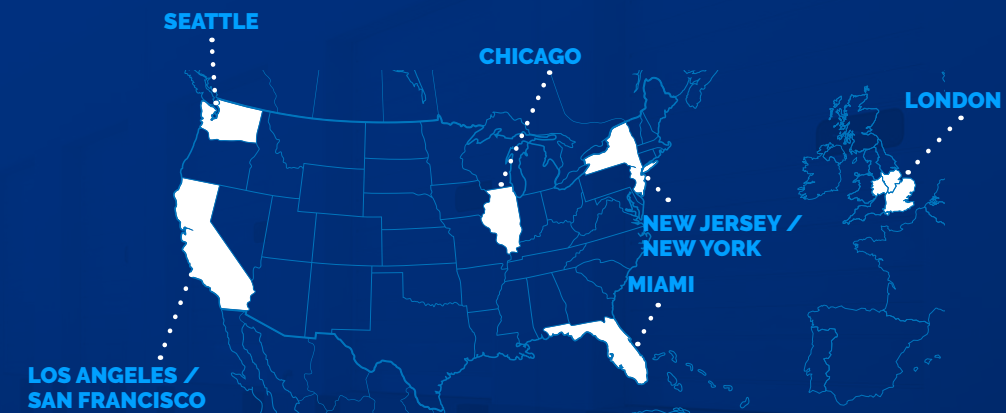 SEATTLE
CHICAGO
LONDON
NEW JERSEY /
NEW YORK
MIAMI
LOS ANGELES /
SAN FRANCISCO